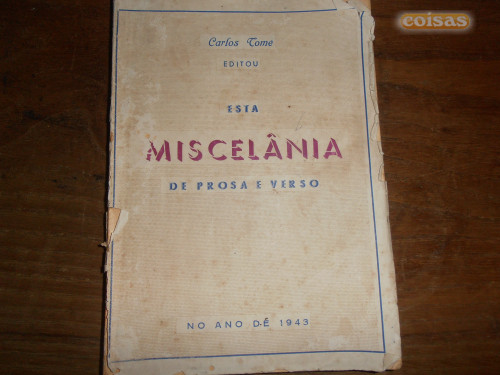 coisas
Carlos Tome
EDITOU
ESTA
MISCELÂNIA
DE PROSA E VERSO
NO ANO DE 1943